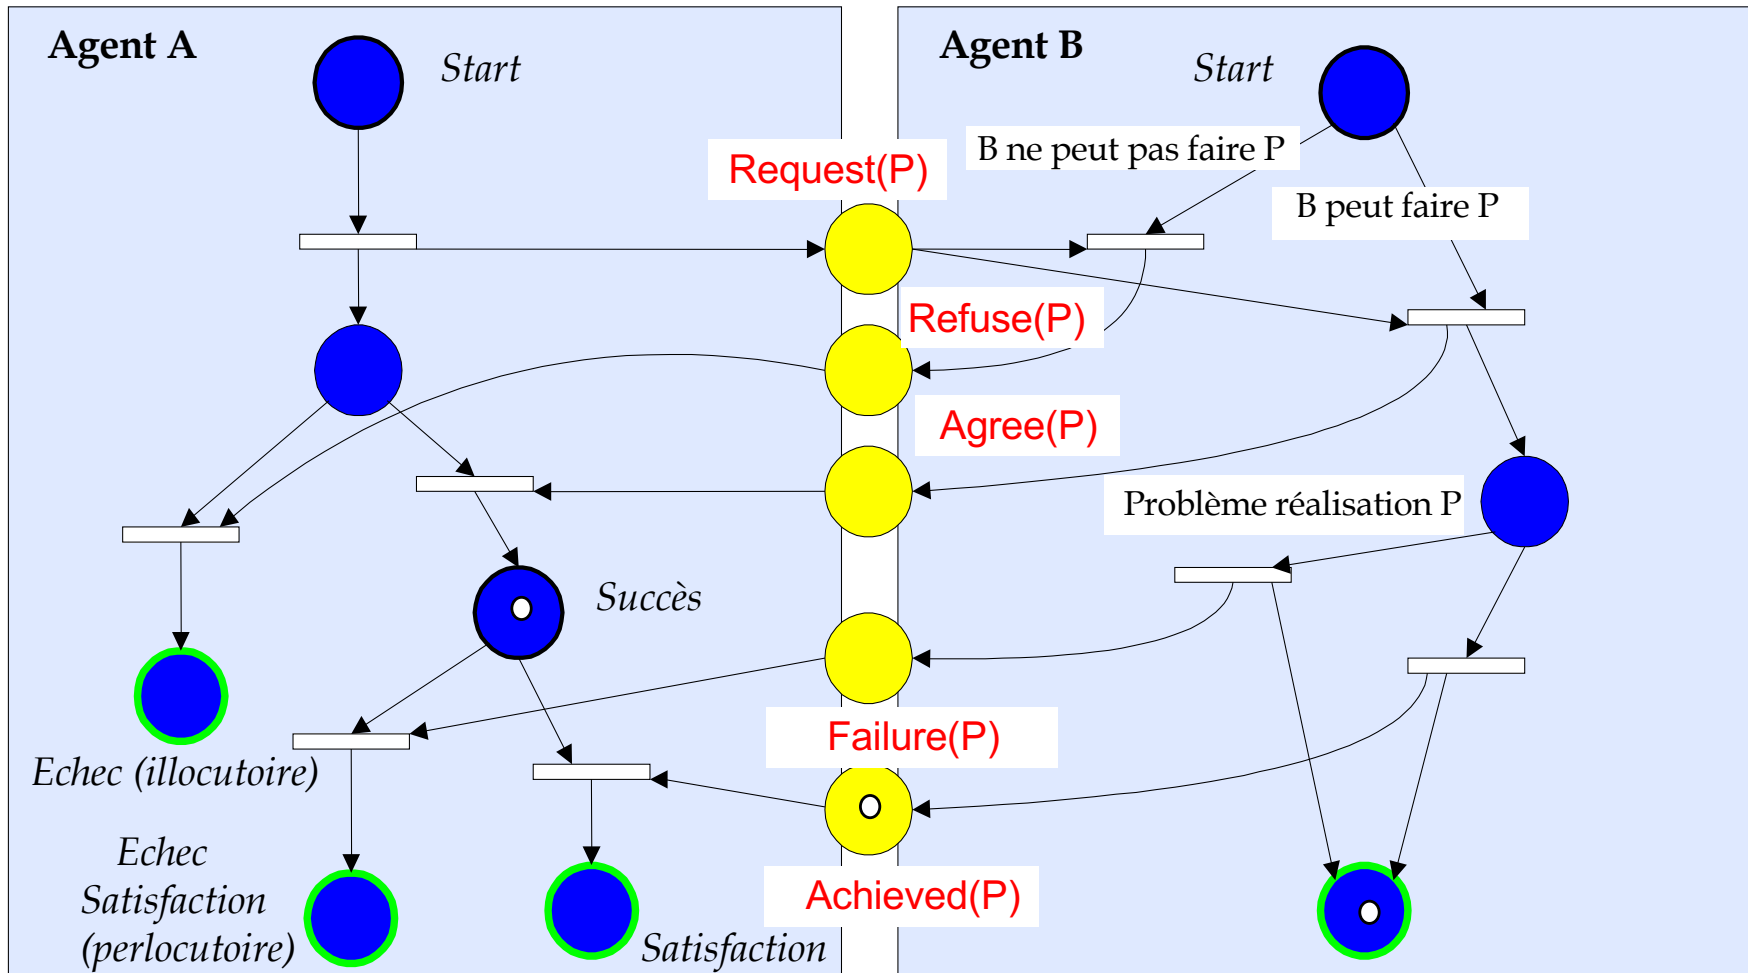 Agent A
Start
Agent B
Start
B ne peut pas faire P
Request(P)
B peut faire P
Refuse(P)
Agree(P)
Problème réalisation P
Succès
Failure(P)
Echec (illocutoire)
Echec
Satisfaction
(perlocutoire)
Achieved(P)
Satisfaction